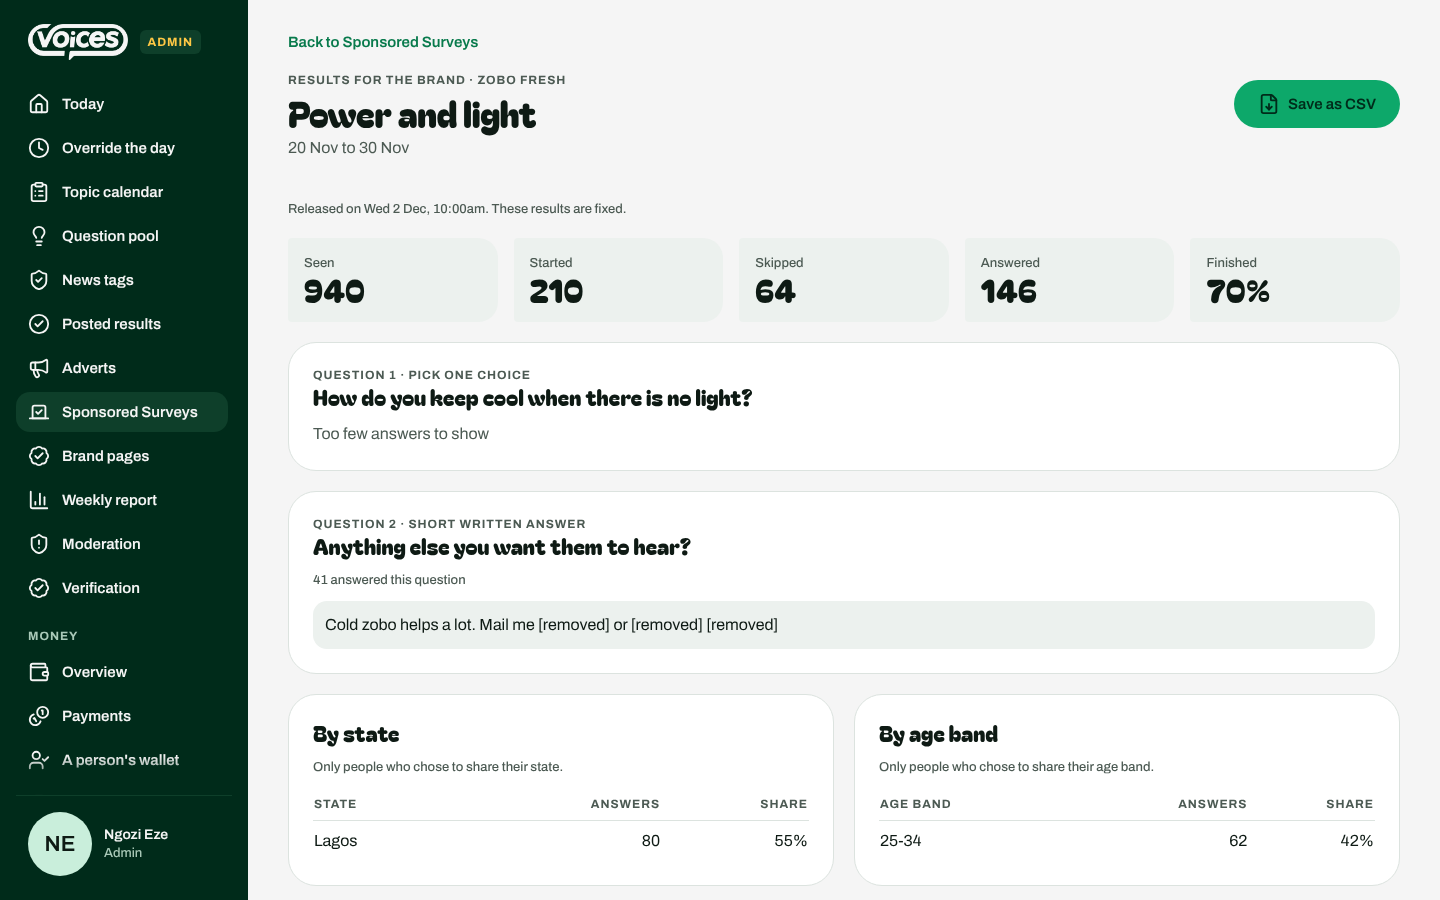 Voices
ADMIN
Today
Override the day
Topic calendar
Question pool
News tags
Posted results
Adverts
Sponsored Surveys
Brand pages
Weekly report
Moderation
Verification
MONEY
Overview
Payments
A person's wallet
NE
Ngozi Eze
Admin
Back to Sponsored Surveys
RESULTS FOR THE BRAND · ZOBO FRESH
Power and light
20 Nov to 30 Nov
Save as CSV
Released on Wed 2 Dec, 10:00am. These results are fixed.
Seen
940
Started
210
Skipped
64
Answered
146
Finished
70%
QUESTION 1 · PICK ONE CHOICE
How do you keep cool when there is no light?
Too few answers to show
QUESTION 2 · SHORT WRITTEN ANSWER
Anything else you want them to hear?
41 answered this question
Cold zobo helps a lot. Mail me [removed] or [removed] [removed]
By state
Only people who chose to share their state.
STATE ANSWERS SHARE
Lagos 80 55%
By age band
Only people who chose to share their age band.
AGE BAND ANSWERS SHARE
25-34 62 42%